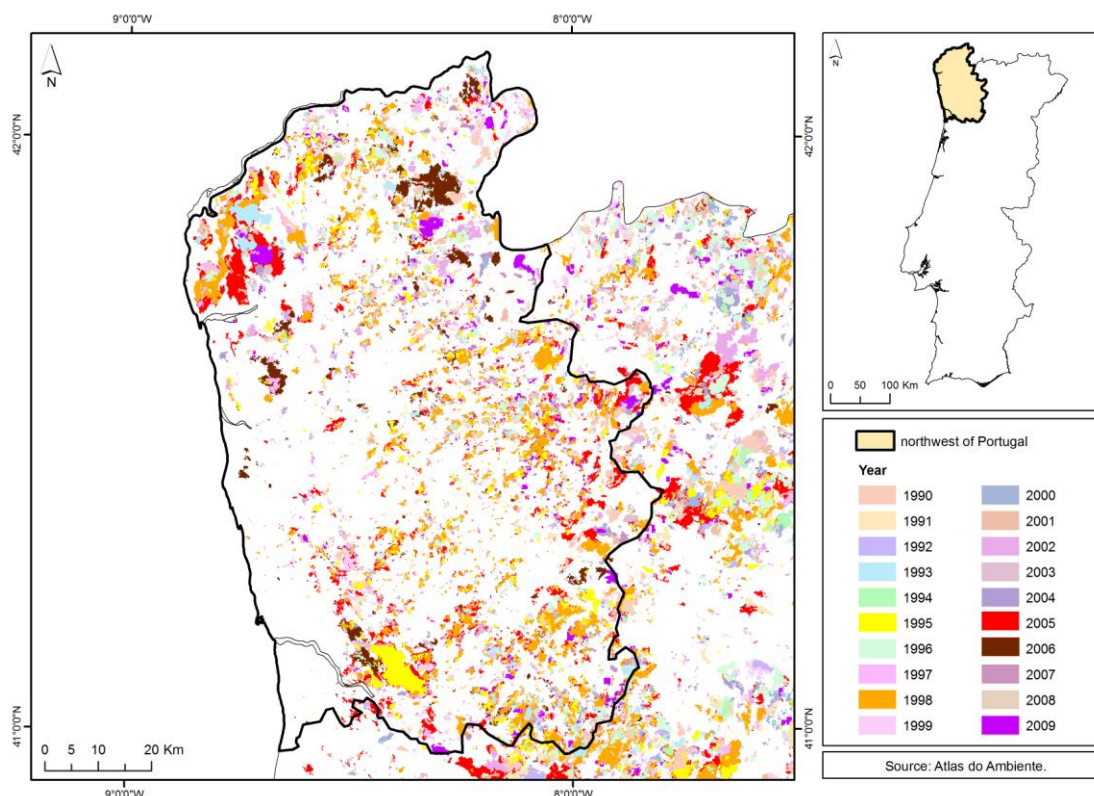 9°0'0"W 8°0'0"W
N
42°0'0"N 42°0'0"N
41°0'0"N 41°0'0"N
0 5 10 20 Km
9°0'0"W 8°0'0"W
N
0 50 100 Km
northwest of Portugal
Year
1990 2000
1991 2001
1992 2002
1993 2003
1994 2004
1995 2005
1996 2006
1997 2007
1998 2008
1999 2009
Source: Atlas do Ambiente.